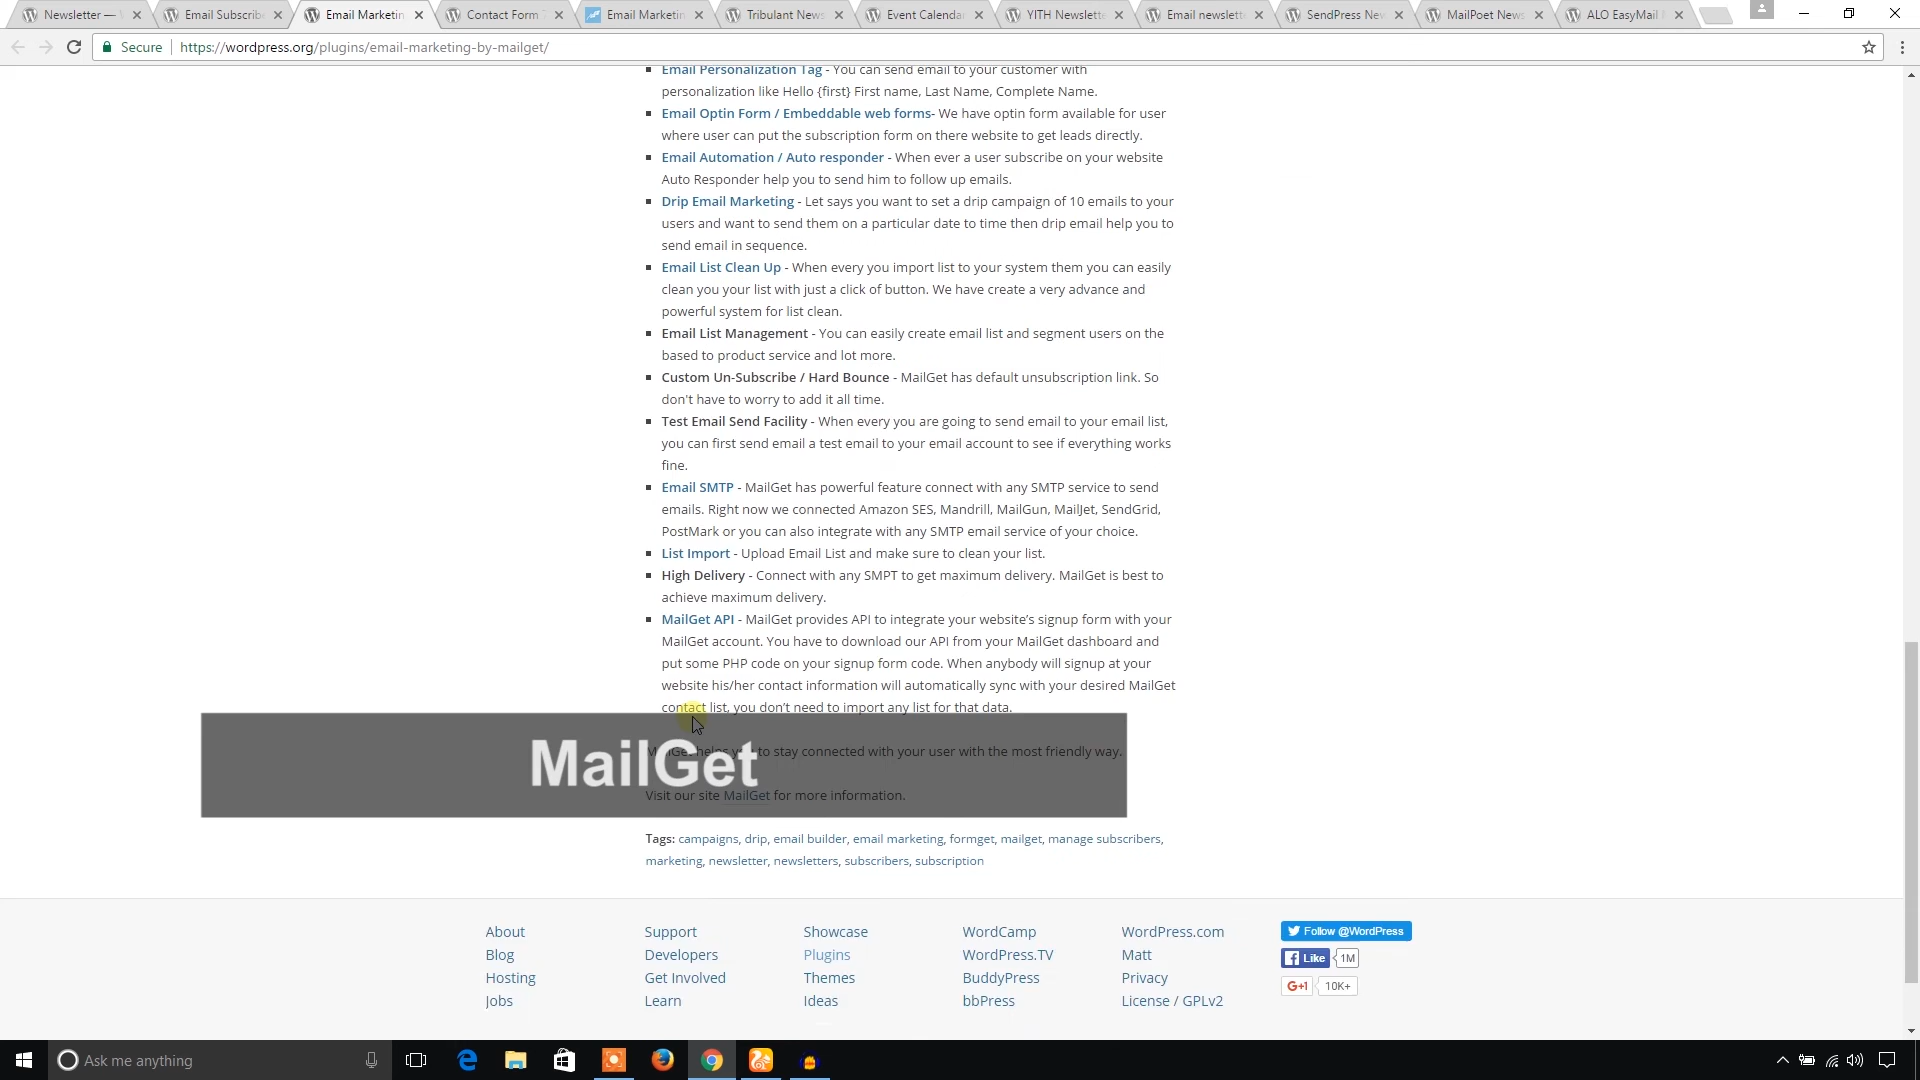 Newsletter —
Email Subscribe
Email Marketin
Contact Form
Email Marketin
Tribulant News
Event Calenda
YITH Newslette
Email newslett
SendPress New
MailPoet News
ALO EasyMail
Secure
https://wordpress.org/plugins/email-marketing-by-mailget/
Email Personalization Tag - You can send email to your customer with
personalization like Hello {first} First name, Last Name, Complete Name.
Email Optin Form / Embeddable web forms- We have optin form available for user
where user can put the subscription form on there website to get leads directly.
Email Automation / Auto responder - When ever a user subscribe on your website
Auto Responder help you to send him to follow up emails.
Drip Email Marketing - Let says you want to set a drip campaign of 10 emails to your
users and want to send them on a particular date to time then drip email help you to
send email in sequence.
Email List Clean Up - When every you import list to your system them you can easily
clean you your list with just a click of button. We have create a very advance and
powerful system for list clean.
Email List Management - You can easily create email list and segment users on the
based to product service and lot more.
Custom Un-Subscribe / Hard Bounce - MailGet has default unsubscription link. So
don't have to worry to add it all time.
Test Email Send Facility - When every you are going to send email to your email list,
you can first send email a test email to your email account to see if everything works
fine.
Email SMTP - MailGet has powerful feature connect with any SMTP service to send
emails. Right now we connected Amazon SES, Mandrill, MailGun, MailJet, SendGrid,
PostMark or you can also integrate with any SMTP email service of your choice.
List Import - Upload Email List and make sure to clean your list.
High Delivery - Connect with any SMPT to get maximum delivery. MailGet is best to
achieve maximum delivery.
MailGet API - MailGet provides API to integrate your website’s signup form with your
MailGet account. You have to download our API from your MailGet dashboard and
put some PHP code on your signup form code. When anybody will signup at your
website his/her contact information will automatically sync with your desired MailGet
contact list, you don’t need to import any list for that data.
MailGet helps you to stay connected with your user with the most friendly way.
MailGet
Visit our site MailGet for more information.
Tags: campaigns, drip, email builder, email marketing, formget, mailget, manage subscribers,
marketing, newsletter, newsletters, subscribers, subscription
About
Blog
Hosting
Jobs
Support
Developers
Get Involved
Learn
Showcase
Plugins
Themes
Ideas
WordCamp
WordPress.TV
BuddyPress
bbPress
WordPress.com
Matt
Privacy
License / GPLv2
Follow @WordPress
Like 1M
G+1 10K+
Ask me anything